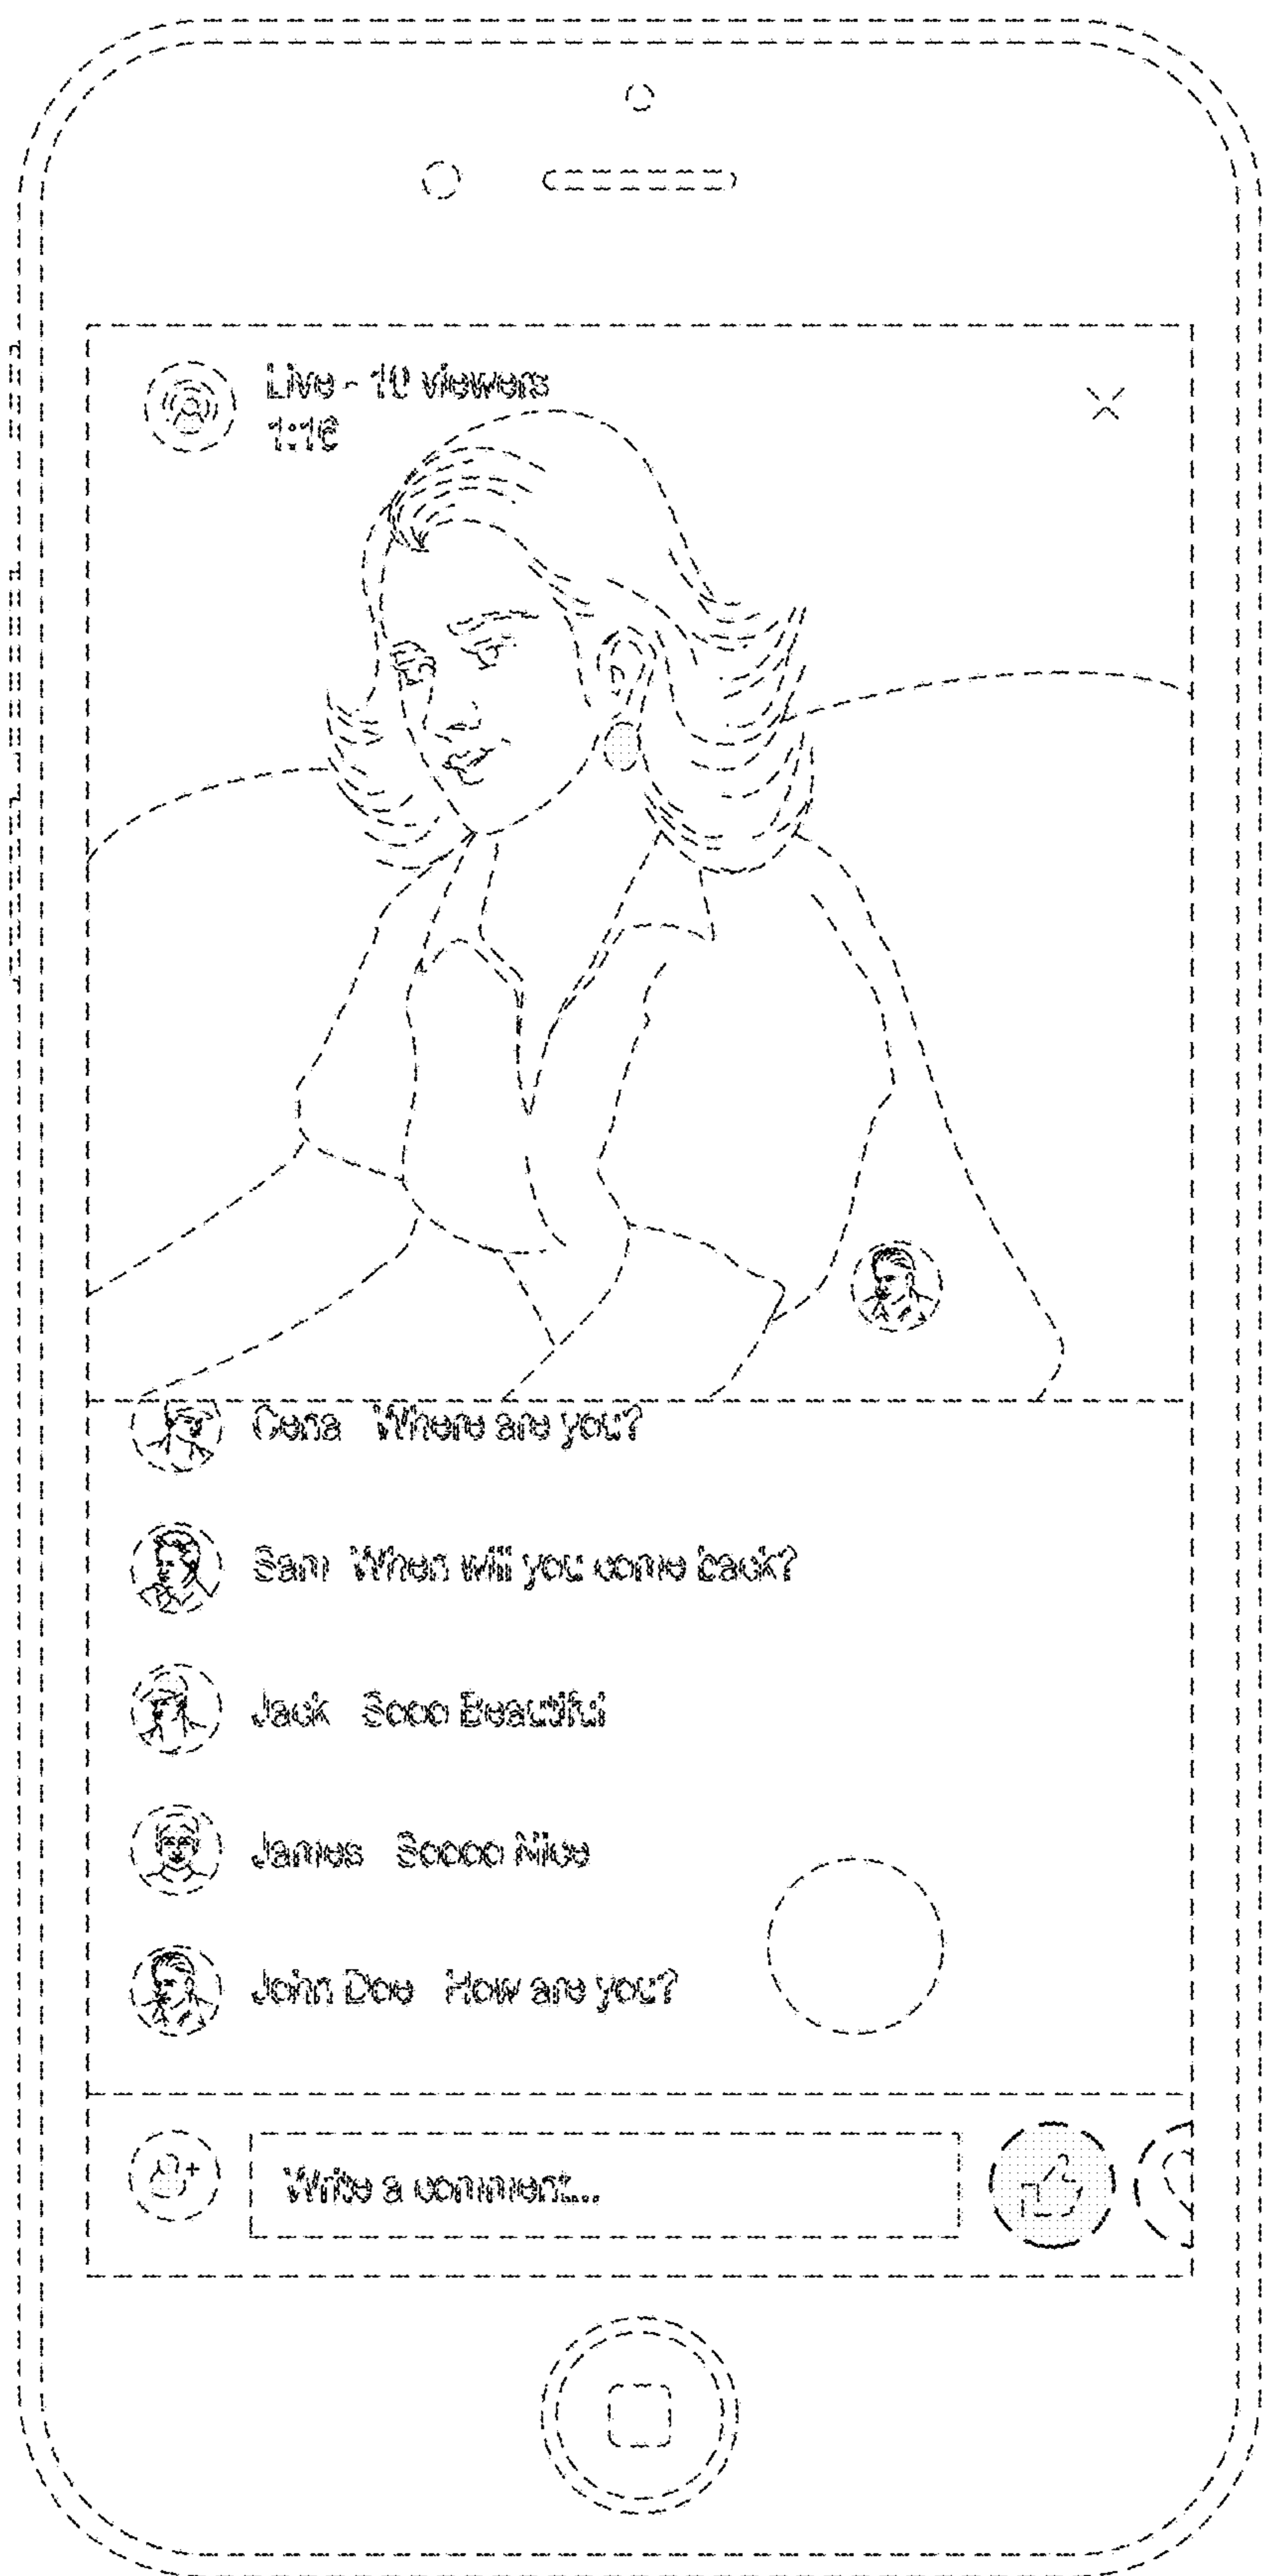 Live - 10 viewers
1:16
Cena Where are you?
Sam When will you come back?
Jack Sooo Beautiful
James Soooo Nice
John Doe How are you?
Write a comment...